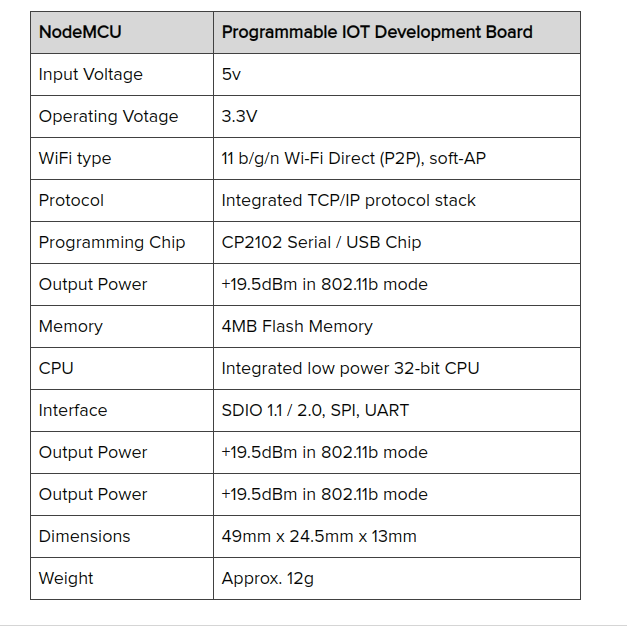 NodeMCU Programmable IOT Development Board
Input Voltage 5v
Operating Votage 3.3V
WiFi type 11 b/g/n Wi-Fi Direct (P2P), soft-AP
Protocol Integrated TCP/IP protocol stack
Programming Chip CP2102 Serial / USB Chip
Output Power +19.5dBm in 802.11b mode
Memory 4MB Flash Memory
CPU Integrated low power 32-bit CPU
Interface SDIO 1.1 / 2.0, SPI, UART
Output Power +19.5dBm in 802.11b mode
Output Power +19.5dBm in 802.11b mode
Dimensions 49mm x 24.5mm x 13mm
Weight Approx. 12g